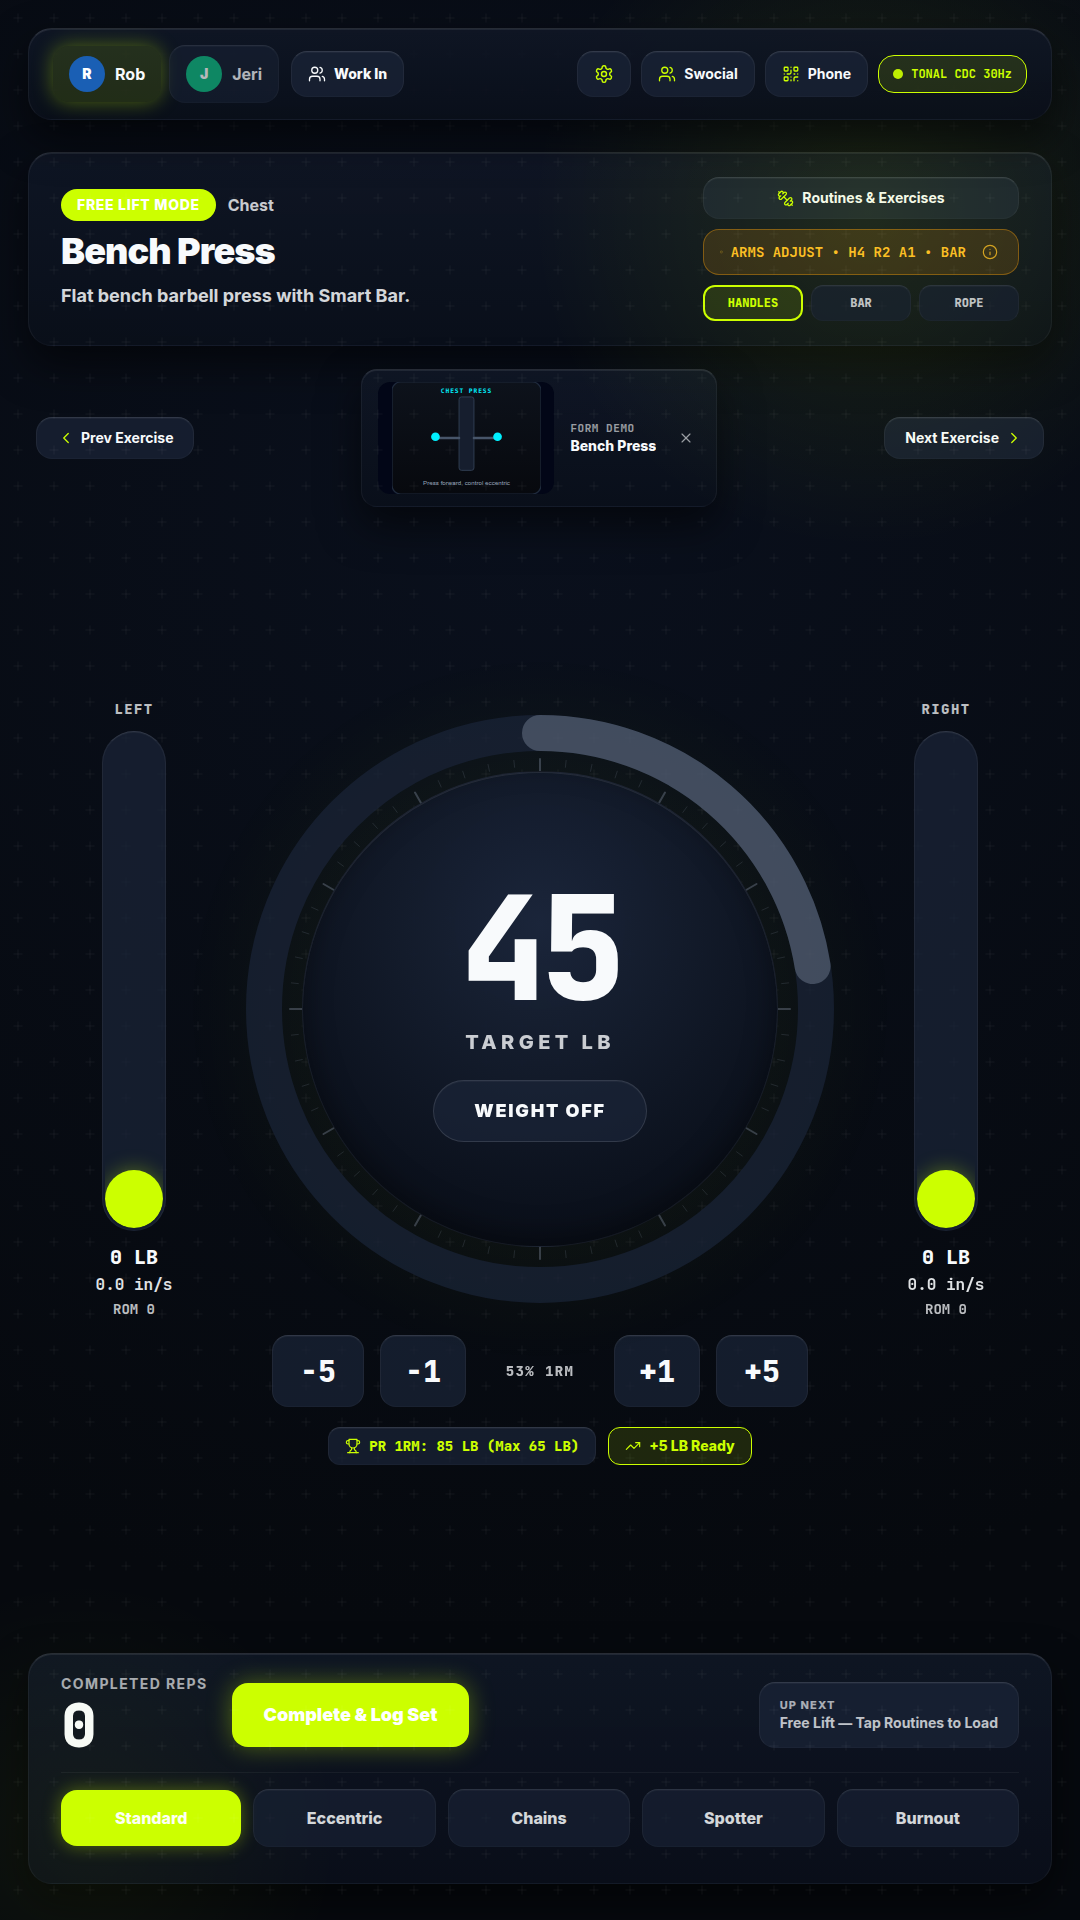 R Rob
J Jeri
Work In
Swocial
Phone
TONAL CDC 30Hz
FREE LIFT MODE
Chest
Bench Press
Flat bench barbell press with Smart Bar.
Routines & Exercises
ARMS ADJUST • H4 R2 A1 • BAR
HANDLES
BAR
ROPE
Prev Exercise
CHEST PRESS
Press forward, control eccentric
FORM DEMO
Bench Press
Next Exercise
LEFT
RIGHT
45
TARGET LB
WEIGHT OFF
0 LB
0.0 in/s
ROM 0
0 LB
0.0 in/s
ROM 0
-5
-1
53% 1RM
+1
+5
PR 1RM: 85 LB (Max 65 LB)
+5 LB Ready
COMPLETED REPS
0
Complete & Log Set
UP NEXT
Free Lift — Tap Routines to Load
Standard
Eccentric
Chains
Spotter
Burnout